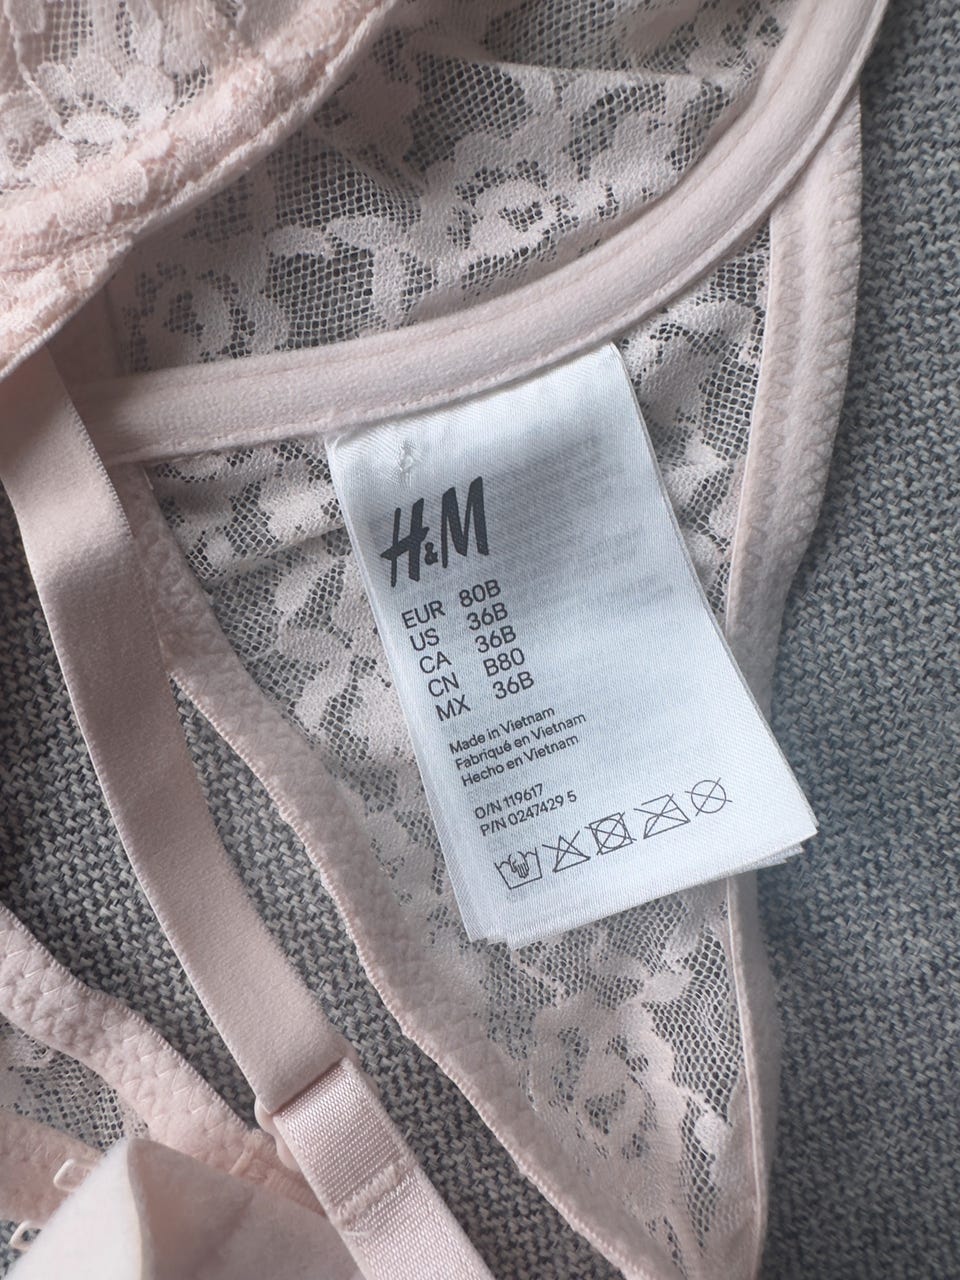 H&M
EUR 80B
US 36B
CA 36B
CN B80
MX 36B
Made in Vietnam
Fabriqué en Vietnam
Hecho en Vietnam
O/N 119617
P/N 0247429 5